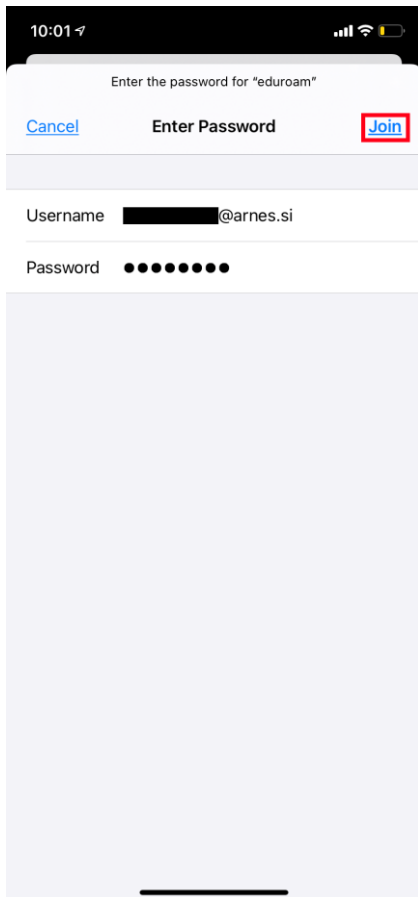 10:01
Enter the password for “eduroam”
Cancel Enter Password Join
Username @arnes.si
Password ●●●●●●●●